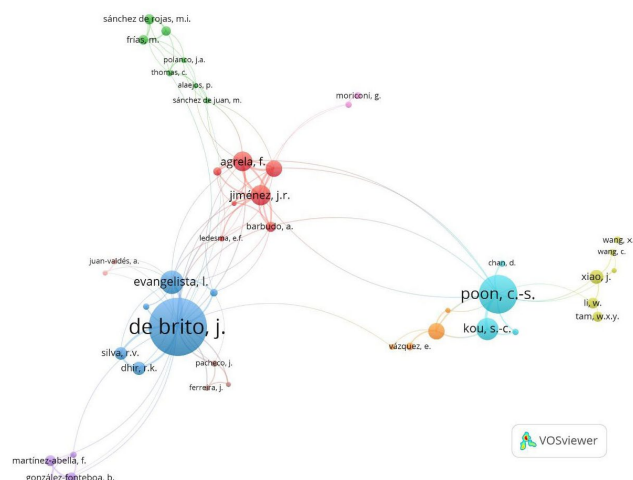 sánchez de rojas, m.i.
frías, m.
polanco, j.a.
thomas, c.
alaejos, p.
sánchez de juan, m.
moriconi, g.
agrela, f.
jiménez, j.r.
barbudo, a.
ledesma, e.f.
juan-valdés, a.
evangelista, l.
de brito, j.
silva, r.v.
dhir, r.k.
pacheco, j.
ferreira, j.
martínez-abella, f.
gonzález-fonteboa, b.
chan, d.
poon, c.-s.
kou, s.-c.
vázquez, e.
wang, x.
wang, c.
xiao, j.
li, w.
tam, w.x.y.
VOSviewer